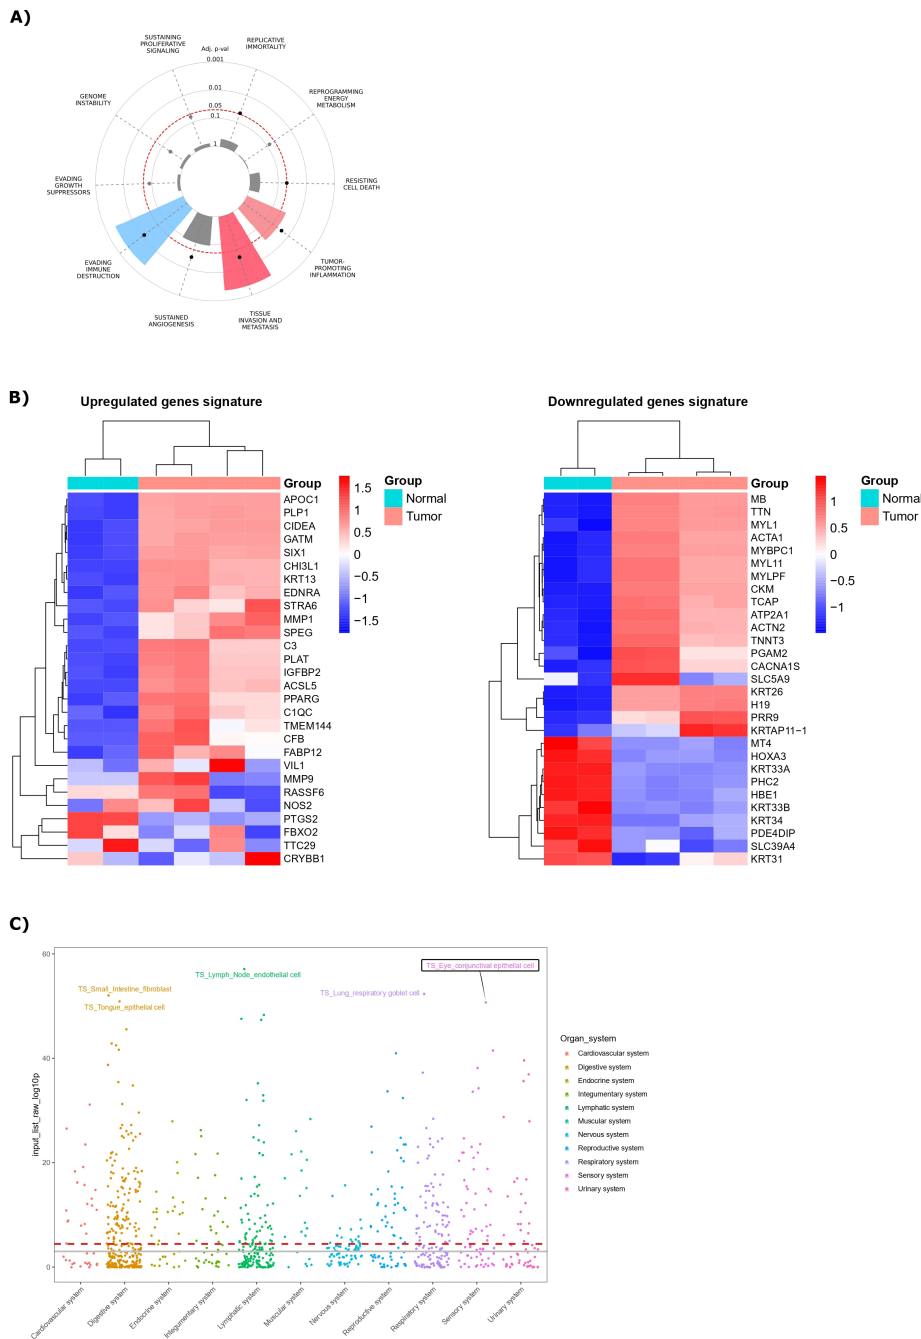 A)
SUSTAINING
PROLIFERATIVE
SIGNALING
Adj. p-val
REPLICATIVE
IMMORTALITY
0.001
GENOME
INSTABILITY
0.01
REPROGRAMMING
ENERGY
METABOLISM
0.05
0.1
1
EVADING
GROWTH
SUPPRESSORS
RESISTING
CELL DEATH
EVADING
IMMUNE
DESTRUCTION
TUMOR-
PROMOTING
INFLAMMATION
SUSTAINED
ANGIOGENESIS
TISSUE
INVASION AND
METASTASIS
B)
Upregulated genes signature
Group
APOC1
PLP1
CIDEA
GATM
SIX1
CHI3L1
KRT13
EDNRA
STRA6
MMP1
SPEG
C3
PLAT
IGFBP2
ACSL5
PPARG
C1QC
TMEM144
CFB
FABP12
VIL1
MMP9
RASSF6
NOS2
PTGS2
FBXO2
TTC29
CRYBB1
1.5
1
0.5
0
−0.5
−1
−1.5
Group
Normal
Tumor
Downregulated genes signature
Group
MB
TTN
MYL1
ACTA1
MYBPC1
MYL11
MYLPF
CKM
TCAP
ATP2A1
ACTN2
TNNT3
PGAM2
CACNA1S
SLC5A9
KRT26
H19
PRR9
KRTAP11−1
MT4
HOXA3
KRT33A
PHC2
HBE1
KRT33B
KRT34
PDE4DIP
SLC39A4
KRT31
1
0.5
0
−0.5
−1
Group
Normal
Tumor
C)
60
40
20
0
input_list_raw_log10p
TS_Lymph_Node_endothelial cell
TS_Eye_conjunctival epithelial cell
TS_Small_Intestine_fibroblast
TS_Lung_respiratory goblet cell
TS_Tongue_epithelial cell
Cardiovascular system
Digestive system
Endocrine system
Integumentary system
Lymphatic system
Muscular system
Nervous system
Reproductive system
Respiratory system
Sensory system
Urinary system
Organ_system
Cardiovascular system
Digestive system
Endocrine system
Integumentary system
Lymphatic system
Muscular system
Nervous system
Reproductive system
Respiratory system
Sensory system
Urinary system